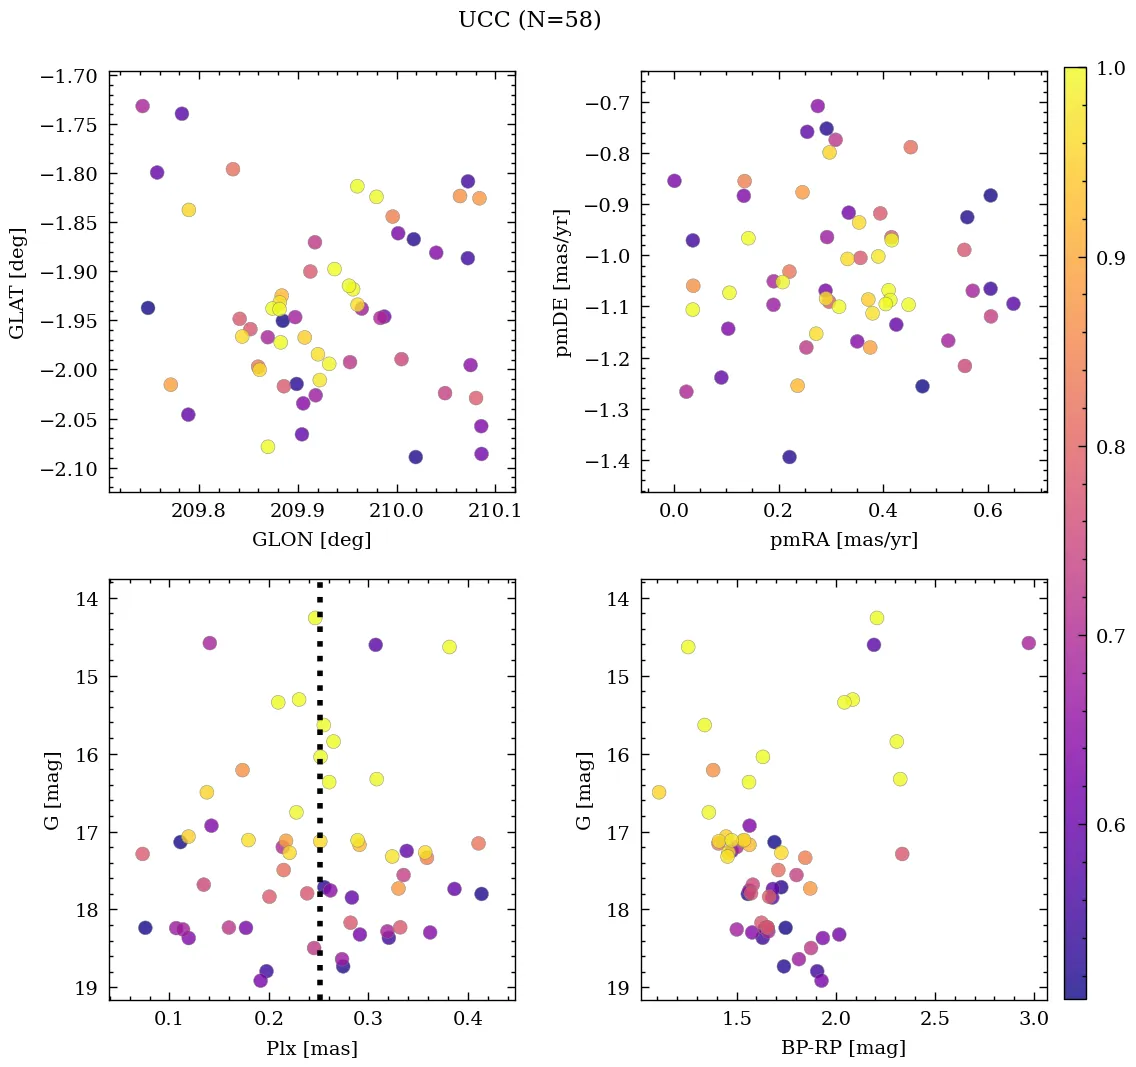 UCC (N=58)
−1.70
−1.75
−1.80
−1.85
−1.90
−1.95
−2.00
−2.05
−2.10
GLAT [deg]
209.8 209.9 210.0 210.1
GLON [deg]
−0.7
−0.8
−0.9
−1.0
−1.1
−1.2
−1.3
−1.4
pmDE [mas/yr]
0.0 0.2 0.4 0.6
pmRA [mas/yr]
14
15
16
17
18
19
G [mag]
0.1 0.2 0.3 0.4
Plx [mas]
14
15
16
17
18
19
G [mag]
1.5 2.0 2.5 3.0
BP-RP [mag]
1.0
0.9
0.8
0.7
0.6